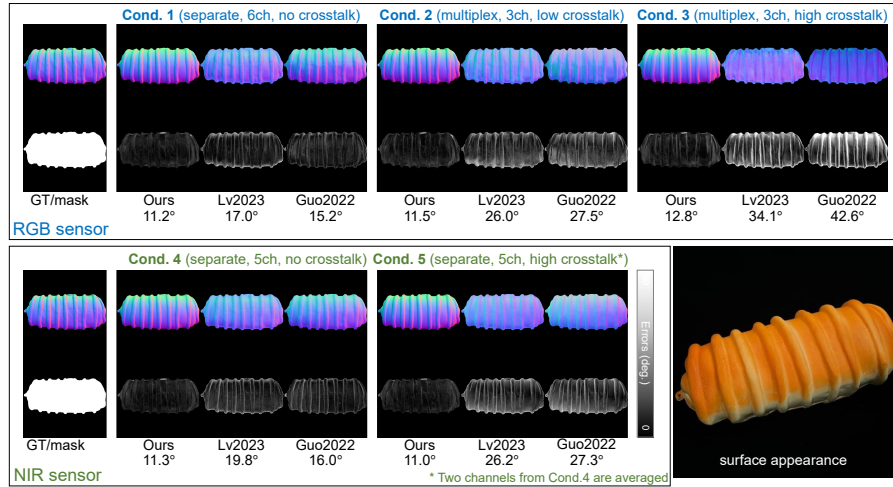 Cond. 1 (separate, 6ch, no crosstalk) Cond. 2 (multiplex, 3ch, low crosstalk) Cond. 3 (multiplex, 3ch, high crosstalk)
GT/mask Ours Lv2023 Guo2022 Ours Lv2023 Guo2022 Ours Lv2023 Guo2022
11.2° 17.0° 15.2° 11.5° 26.0° 27.5° 12.8° 34.1° 42.6°
RGB sensor
Cond. 4 (separate, 5ch, no crosstalk) Cond. 5 (separate, 5ch, high crosstalk*)
Errors (deg.)
0
GT/mask Ours Lv2023 Guo2022 Ours Lv2023 Guo2022
11.3° 19.8° 16.0° 11.0° 26.2° 27.3°
NIR sensor
* Two channels from Cond.4 are averaged
surface appearance